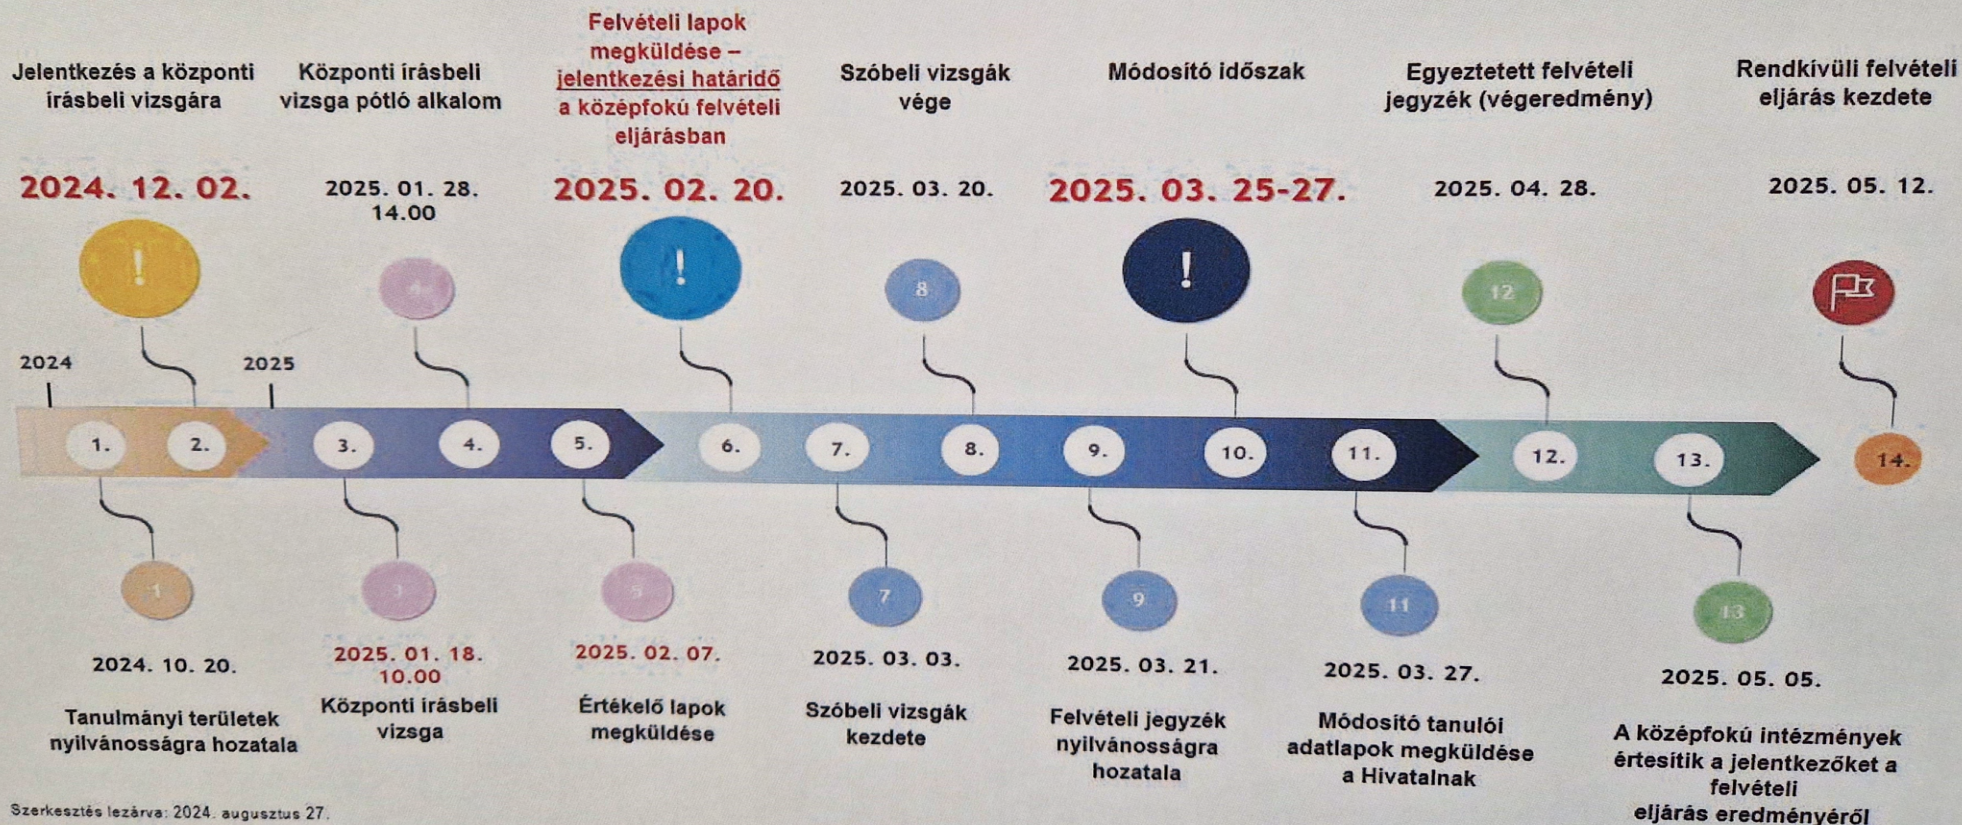 Jelentkezés a központi
írásbeli vizsgára
2024. 12. 02.
!
Központi írásbeli
vizsga pótló alkalom
2025. 01. 28.
14.00
4
Felvételi lapok
megküldése –
jelentkezési határidő
a középfokú felvételi
eljárásban
2025. 02. 20.
!
Szóbeli vizsgák
vége
2025. 03. 20.
8
Módosító időszak
2025. 03. 25-27.
!
Egyeztetett felvételi
jegyzék (végeredmény)
2025. 04. 28.
12
Rendkívüli felvételi
eljárás kezdete
2025. 05. 12.
2024
2025
1.
2.
3.
4.
5.
6.
7.
8.
9.
10.
11.
12.
13.
14.
1
2024. 10. 20.
Tanulmányi területek
nyilvánosságra hozatala
3
2025. 01. 18.
10.00
Központi írásbeli
vizsga
5
2025. 02. 07.
Értékelő lapok
megküldése
7
2025. 03. 03.
Szóbeli vizsgák
kezdete
9
2025. 03. 21.
Felvételi jegyzék
nyilvánosságra
hozatala
11
2025. 03. 27.
Módosító tanulói
adatlapok megküldése
a Hivatalnak
13
2025. 05. 05.
A középfokú intézmények
értesítik a jelentkezőket a
felvételi
eljárás eredményéről
Szerkesztés lezárva: 2024. augusztus 27.